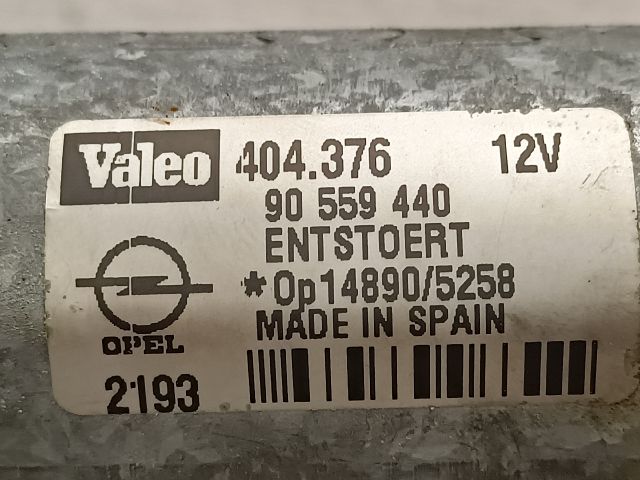 Valeo 404.376 12V
90 559 440
ENTSTOERT
*Op14890/5258
OPEL MADE IN SPAIN
2193